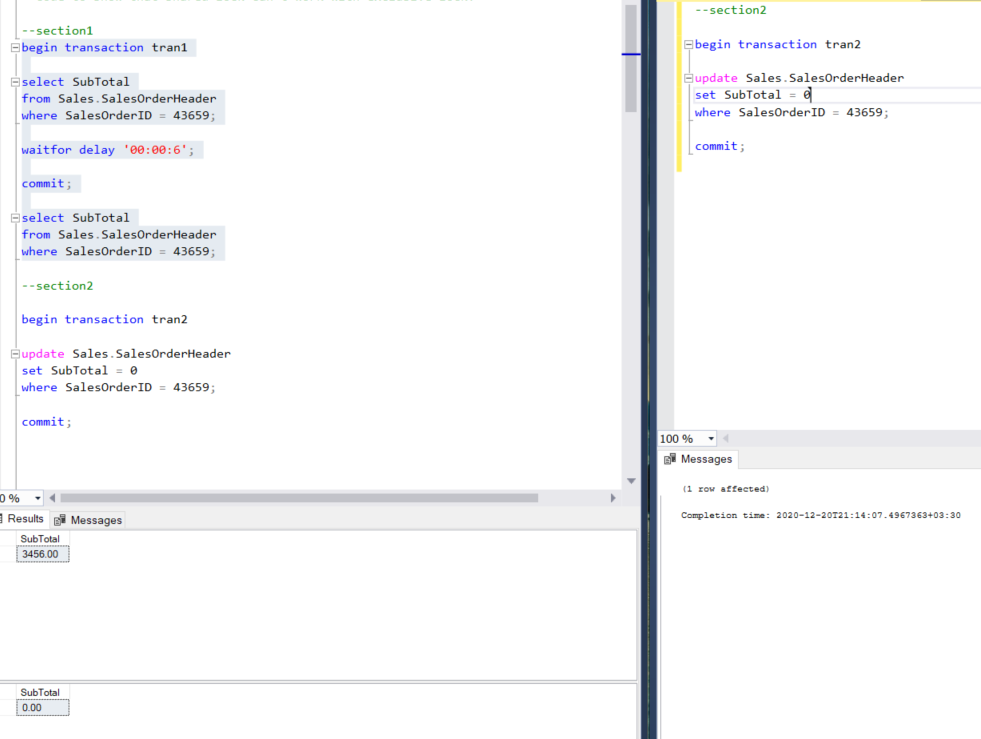 --section1
begin transaction tran1
select SubTotal
from Sales.SalesOrderHeader
where SalesOrderID = 43659;
waitfor delay '00:00:6';
commit;
select SubTotal
from Sales.SalesOrderHeader
where SalesOrderID = 43659;
--section2
begin transaction tran2
update Sales.SalesOrderHeader
set SubTotal = 0
where SalesOrderID = 43659;
commit;
0 %
Results
Messages
SubTotal
3456.00
SubTotal
0.00
--section2
begin transaction tran2
update Sales.SalesOrderHeader
set SubTotal = 0
where SalesOrderID = 43659;
commit;
100 %
Messages
(1 row affected)
Completion time: 2020-12-20T21:14:07.4967363+03:30